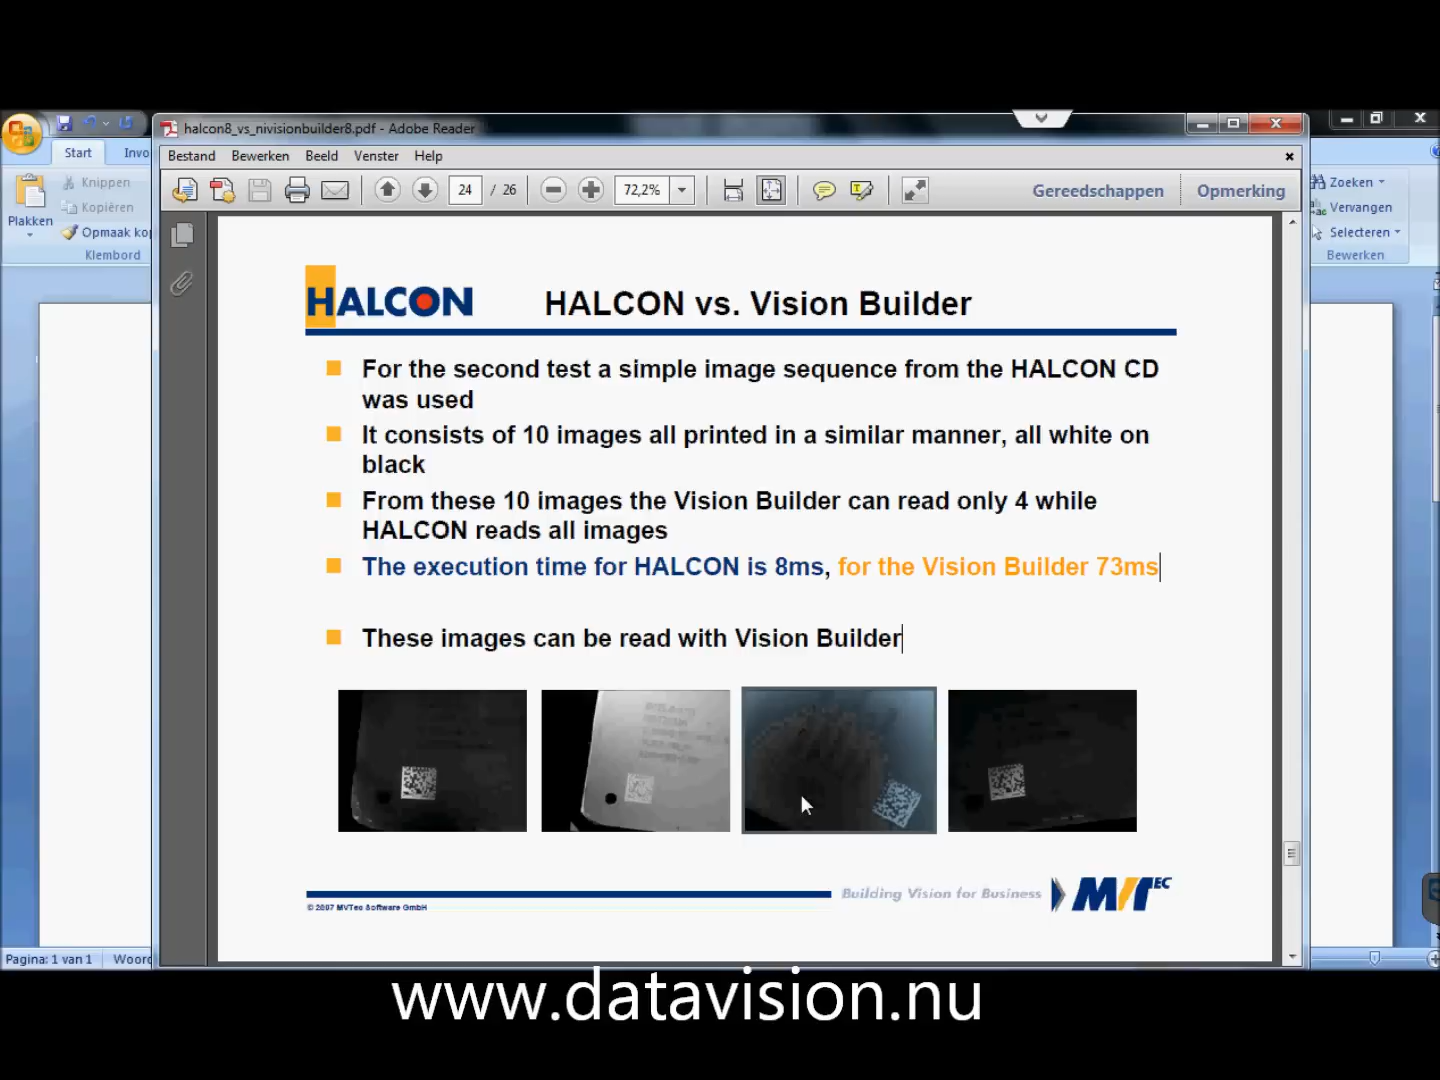 halcon8_vs_nivisionbuilder8.pdf - Adobe Reader
Start Invo
Bestand Bewerken Beeld Venster Help
24 / 26 72,2% Gereedschappen Opmerking
Plakken
Knippen
Kopiëren
Opmaak kop
Klembord
Zoeken
Vervangen
Selecteren
Bewerken
HALCON
HALCON vs. Vision Builder
For the second test a simple image sequence from the HALCON CD
was used
It consists of 10 images all printed in a similar manner, all white on
black
From these 10 images the Vision Builder can read only 4 while
HALCON reads all images
The execution time for HALCON is 8ms, for the Vision Builder 73ms
These images can be read with Vision Builder
Building Vision for Business
MVTEC
© 2007 MVTec Software GmbH
Pagina: 1 van 1 Woord
www.datavision.nu